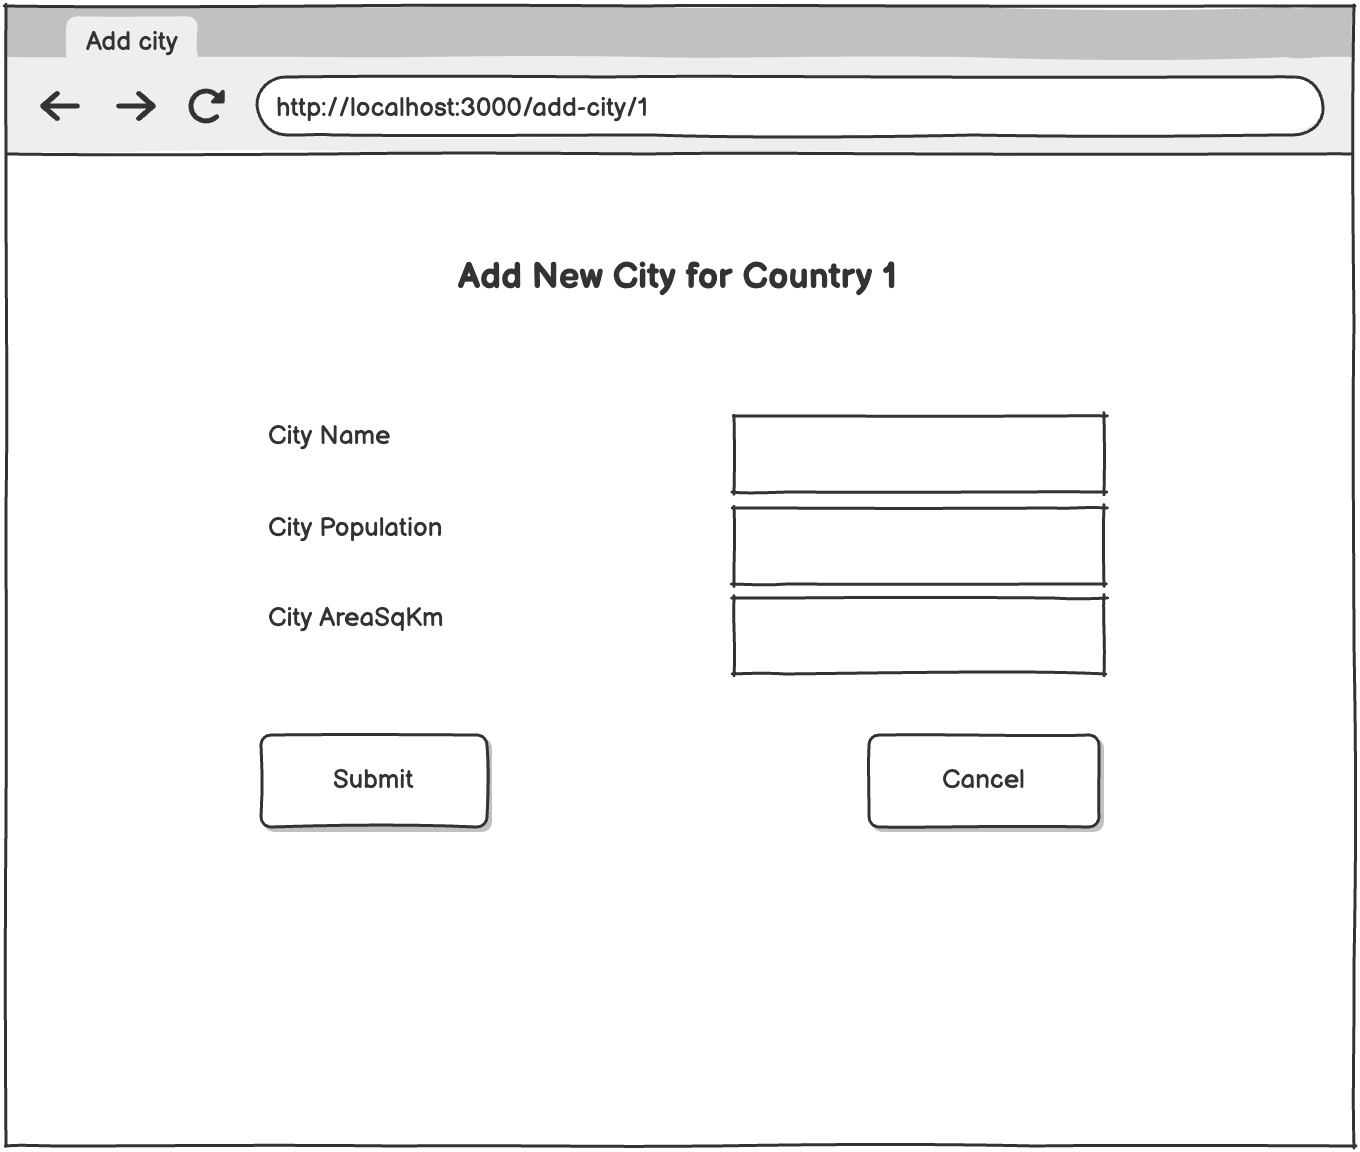 Add city
http://localhost:3000/add-city/1
Add New City for Country 1
City Name
City Population
City AreaSqKm
Submit
Cancel